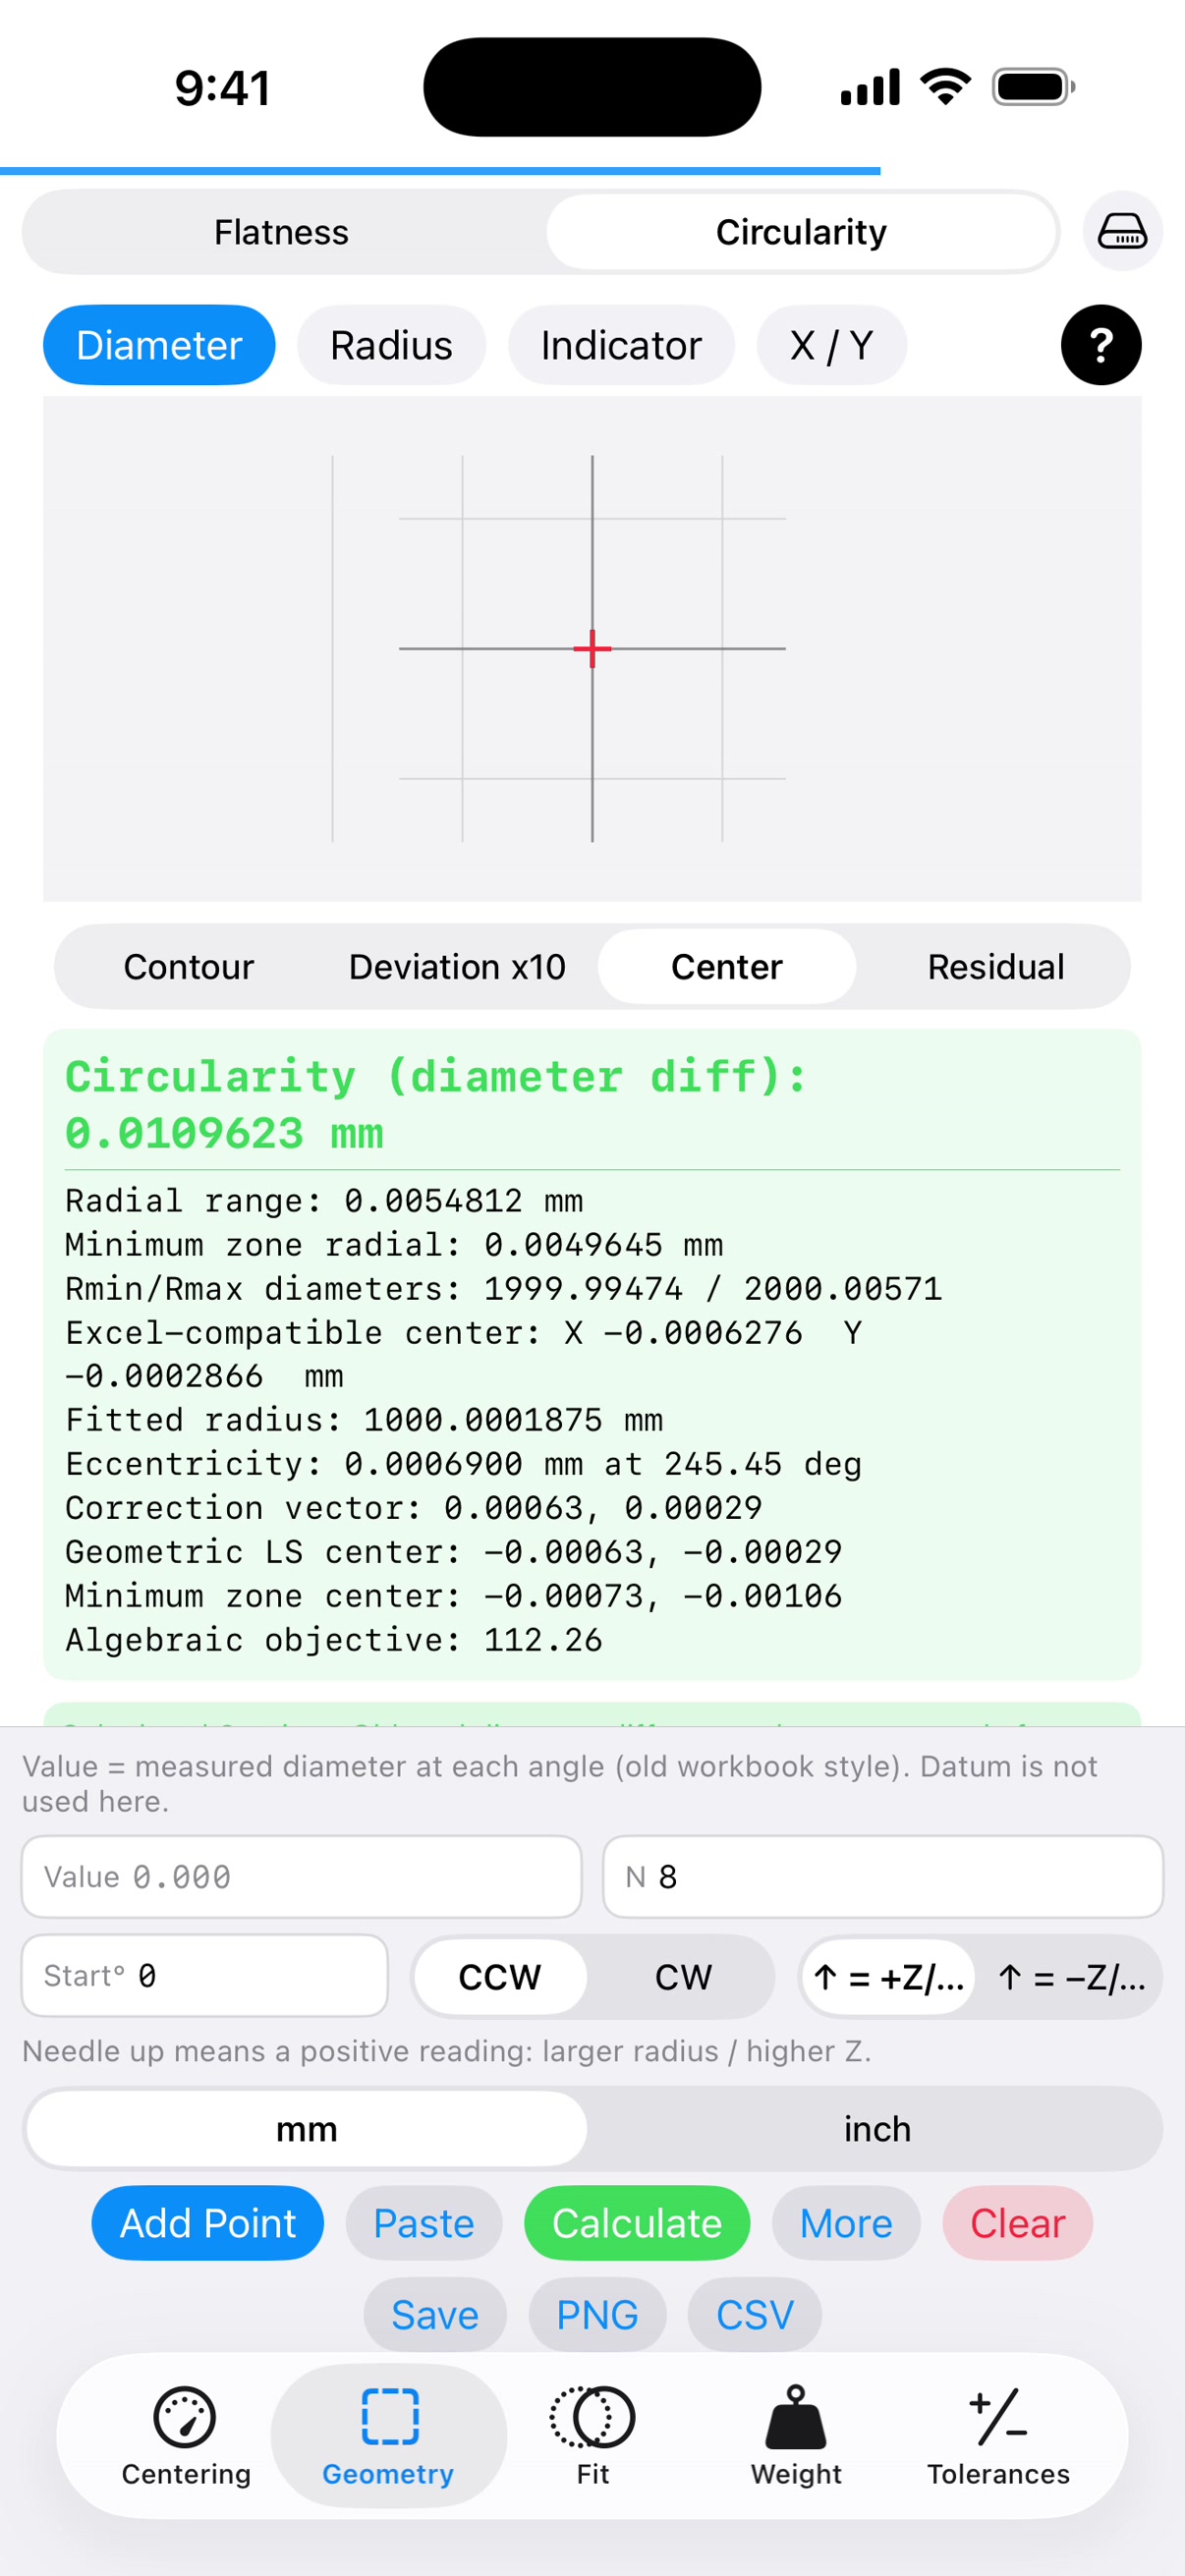 9:41
Flatness Circularity
Diameter Radius Indicator X / Y ?
Contour Deviation x10 Center Residual
Circularity (diameter diff):
0.0109623 mm
Radial range: 0.0054812 mm
Minimum zone radial: 0.0049645 mm
Rmin/Rmax diameters: 1999.99474 / 2000.00571
Excel-compatible center: X -0.0006276 Y
-0.0002866 mm
Fitted radius: 1000.0001875 mm
Eccentricity: 0.0006900 mm at 245.45 deg
Correction vector: 0.00063, 0.00029
Geometric LS center: -0.00063, -0.00029
Minimum zone center: -0.00073, -0.00106
Algebraic objective: 112.26
Value = measured diameter at each angle (old workbook style). Datum is not
used here.
Value 0.000 N 8
Start° 0 CCW CW ↑ = +Z/... ↑ = -Z/...
Needle up means a positive reading: larger radius / higher Z.
mm inch
Add Point Paste Calculate More Clear
Save PNG CSV
Centering Geometry Fit Weight Tolerances